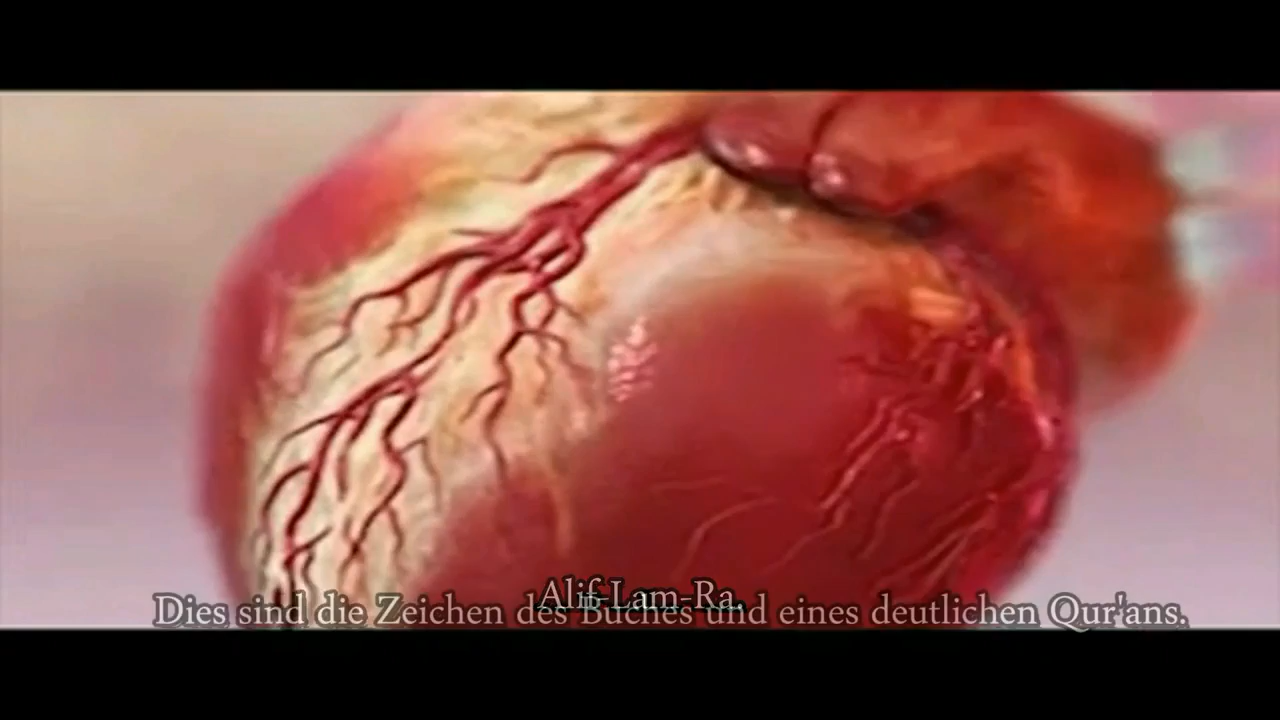 Alif-Lam-Ra.
Dies sind die Zeichen des Buches und eines deutlichen Qur'ans.